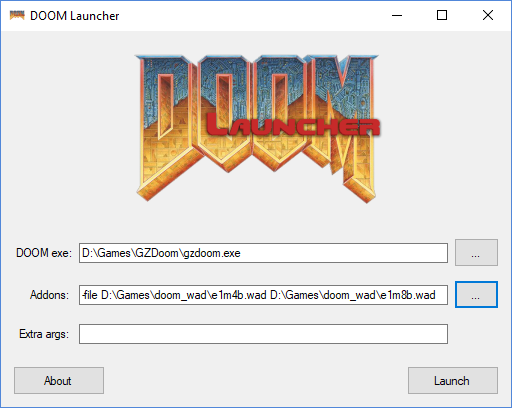 DOOM Launcher
DOOM
Launcher
DOOM exe: D:\Games\GZDoom\gzdoom.exe ...
Addons: -file D:\Games\doom_wad\e1m4b.wad D:\Games\doom_wad\e1m8b.wad ...
Extra args:
About Launch